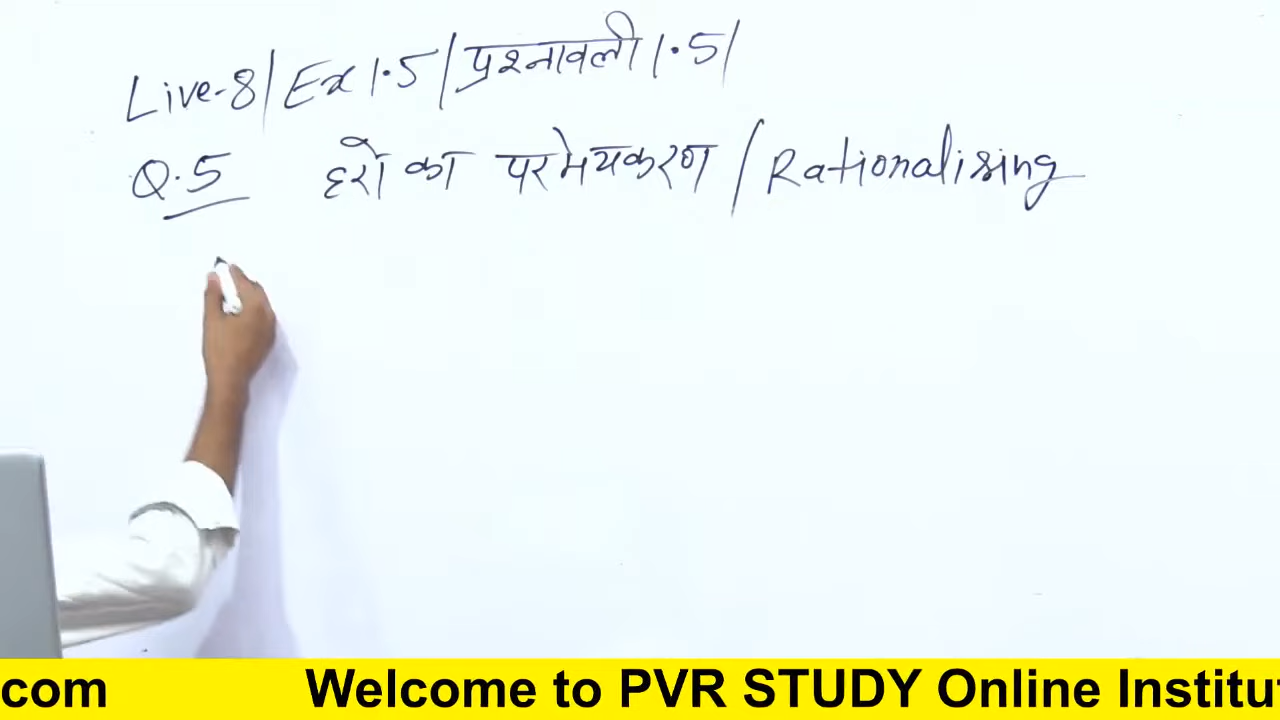 Live-8/ Ex 1.5/ प्रश्नावली 1.5/
Q.5 हरों का परमेयकरण / Rationalising
com Welcome to PVR STUDY Online Institu